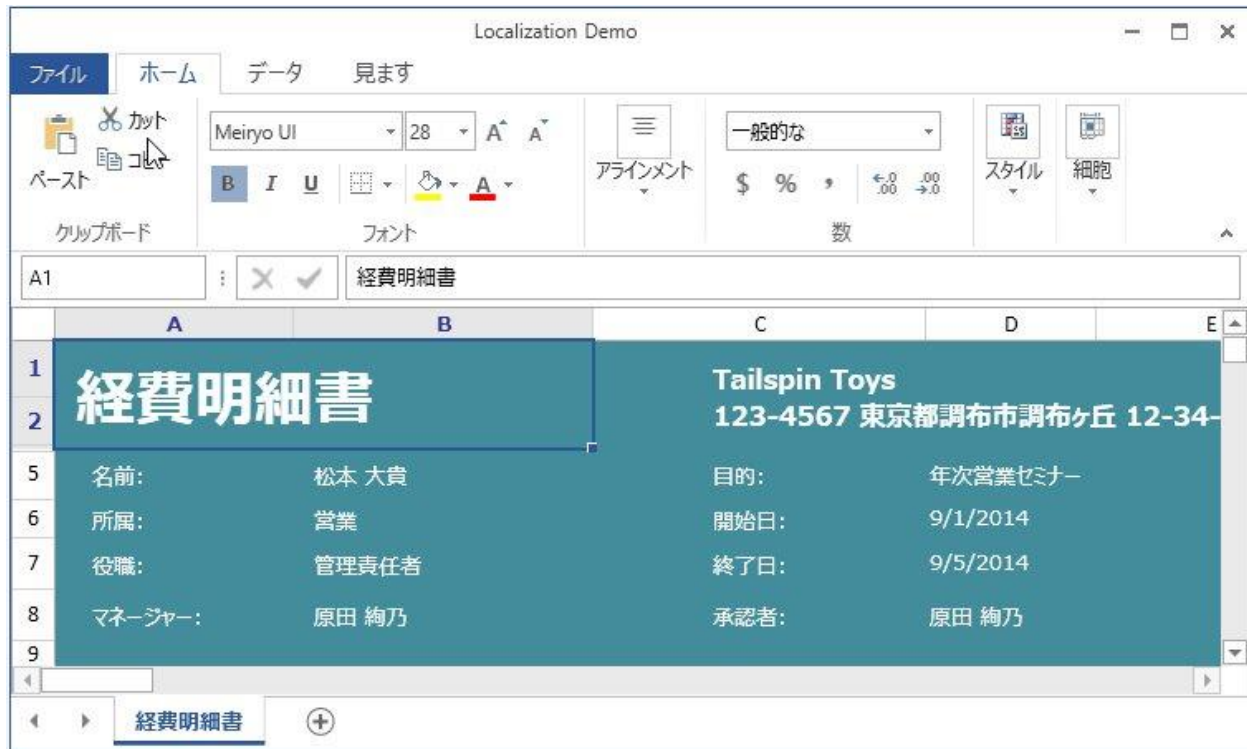 Localization Demo
ファイル ホーム データ 見ます
カット
ペースト
クリップボード
Meiryo UI 28 A A
B I U A
フォント
アラインメント
一般的な
$ % , .0 .00 .00 .0
数
スタイル
細胞
A1 経費明細書
A B C D E
1 経費明細書 Tailspin Toys
2 123-4567 東京都調布市調布ヶ丘 12-34-
5 名前: 松本 大貴 目的: 年次営業セミナー
6 所属: 営業 開始日: 9/1/2014
7 役職: 管理責任者 終了日: 9/5/2014
8 マネージャー: 原田 絢乃 承認者: 原田 絢乃
9
経費明細書